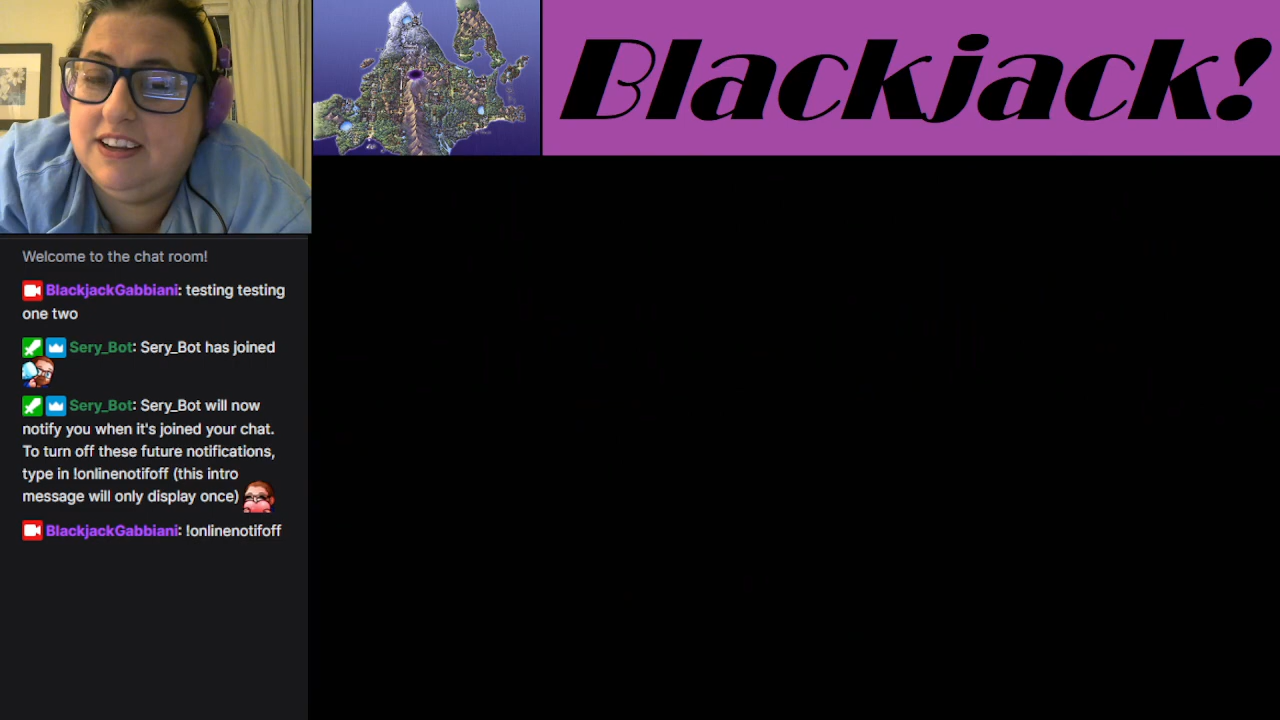 Blackjack!
Welcome to the chat room!
BlackjackGabbiani: testing testing
one two
Sery_Bot: Sery_Bot has joined
Sery_Bot: Sery_Bot will now
notify you when it's joined your chat.
To turn off these future notifications,
type in !onlinenotifoff (this intro
message will only display once)
BlackjackGabbiani: !onlinenotifoff